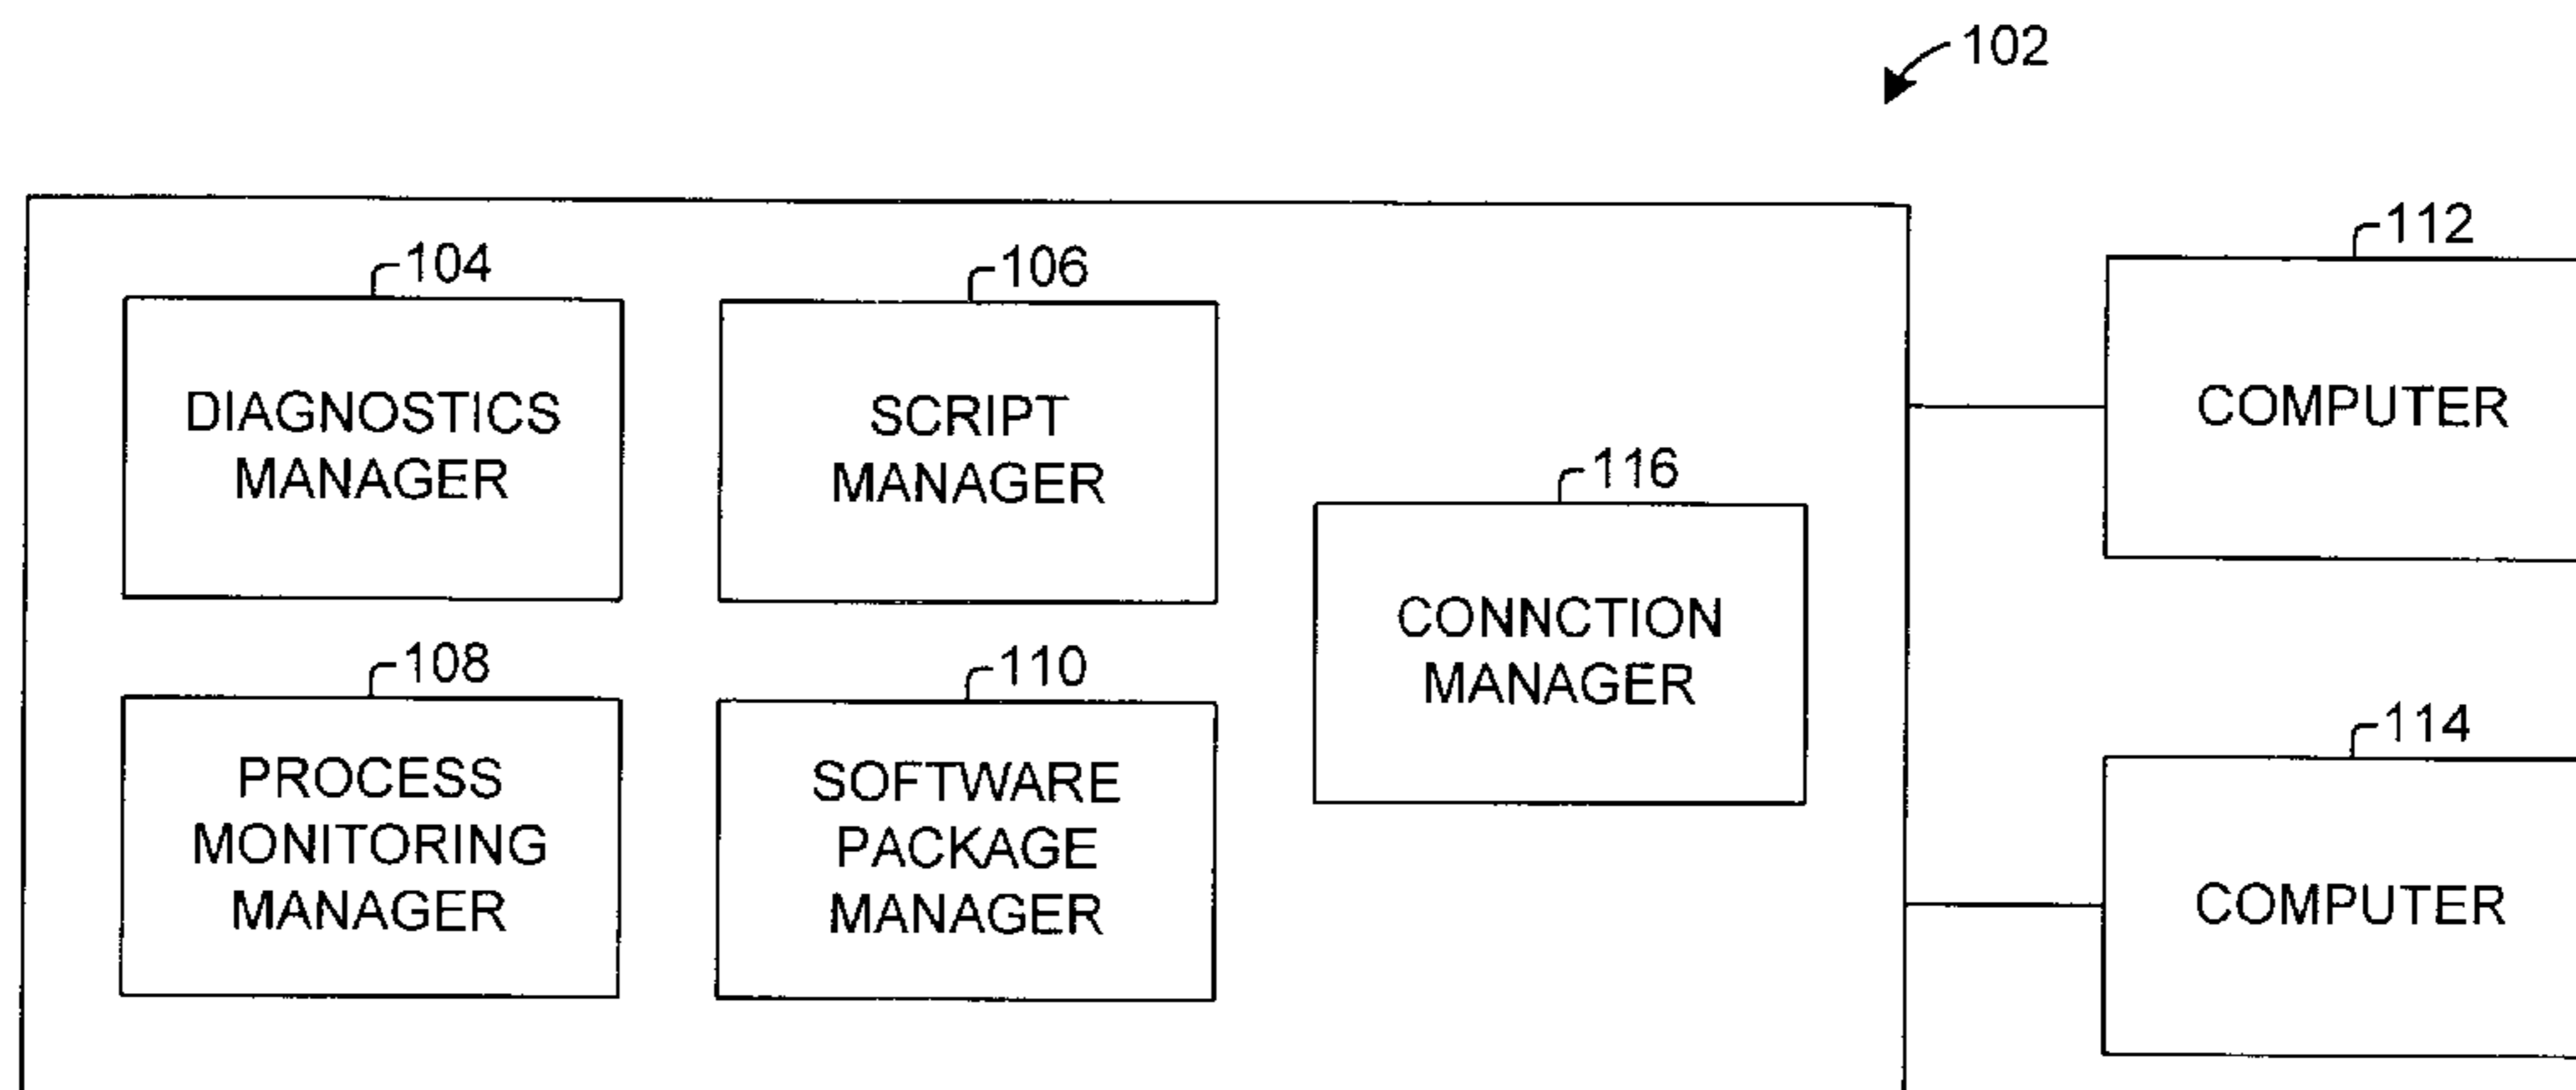 102
104
DIAGNOSTICS
MANAGER
106
SCRIPT
MANAGER
108
PROCESS
MONITORING
MANAGER
110
SOFTWARE
PACKAGE
MANAGER
116
CONNCTION
MANAGER
112
COMPUTER
114
COMPUTER